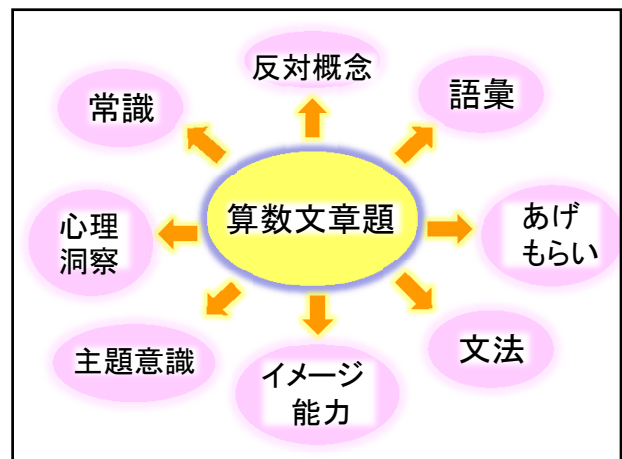 反対概念
常識
語彙
算数文章題
心理
洞察
あげ
もらい
主題意識
イメージ
能力
文法